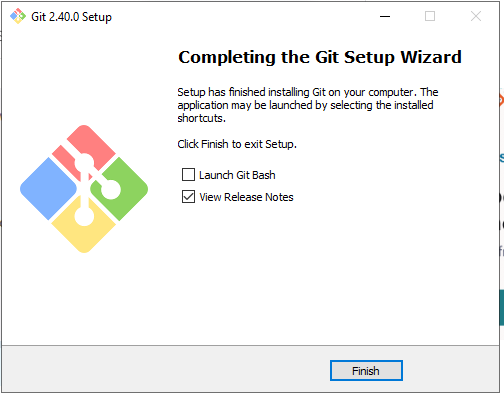 Git 2.40.0 Setup
Completing the Git Setup Wizard
Setup has finished installing Git on your computer. The
application may be launched by selecting the installed
shortcuts.
Click Finish to exit Setup.
Launch Git Bash
View Release Notes
Finish